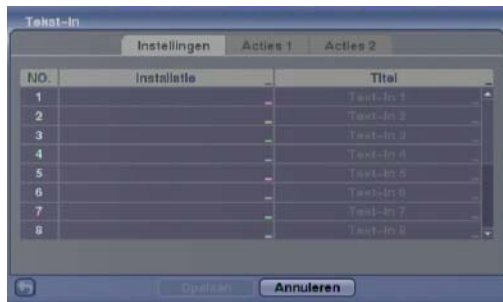 Tekst-In
Instellingen Acties 1 Acties 2
NO. Installatie Titel
1 Text-In 1
2 Text-In 2
3 Text-In 3
4 Text-In 4
5 Text-In 5
6 Text-In 6
7 Text-In 7
8 Text-In 8
Opslaan Annuleren